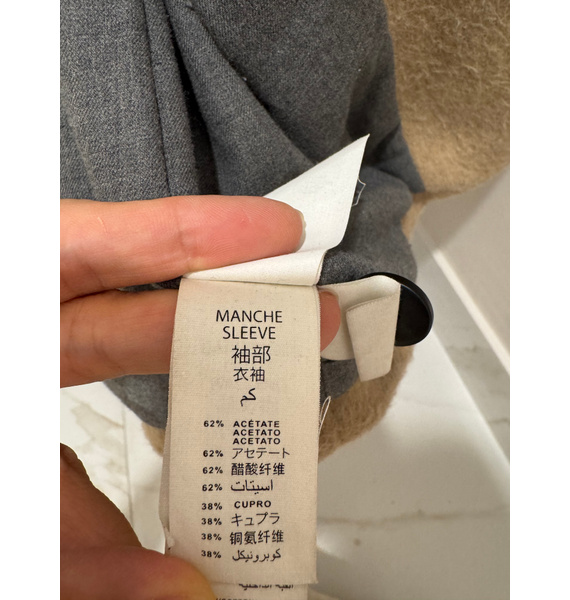 MANCHE
SLEEVE
袖部
衣袖
كم
62% ACÉTATE
ACETATO
ACETATO
62% アセテート
62% 醋酸纤维
62% اسيتات
38% CUPRO
38% キュプラ
38% 铜氨纤维
38% كوبرونيكل